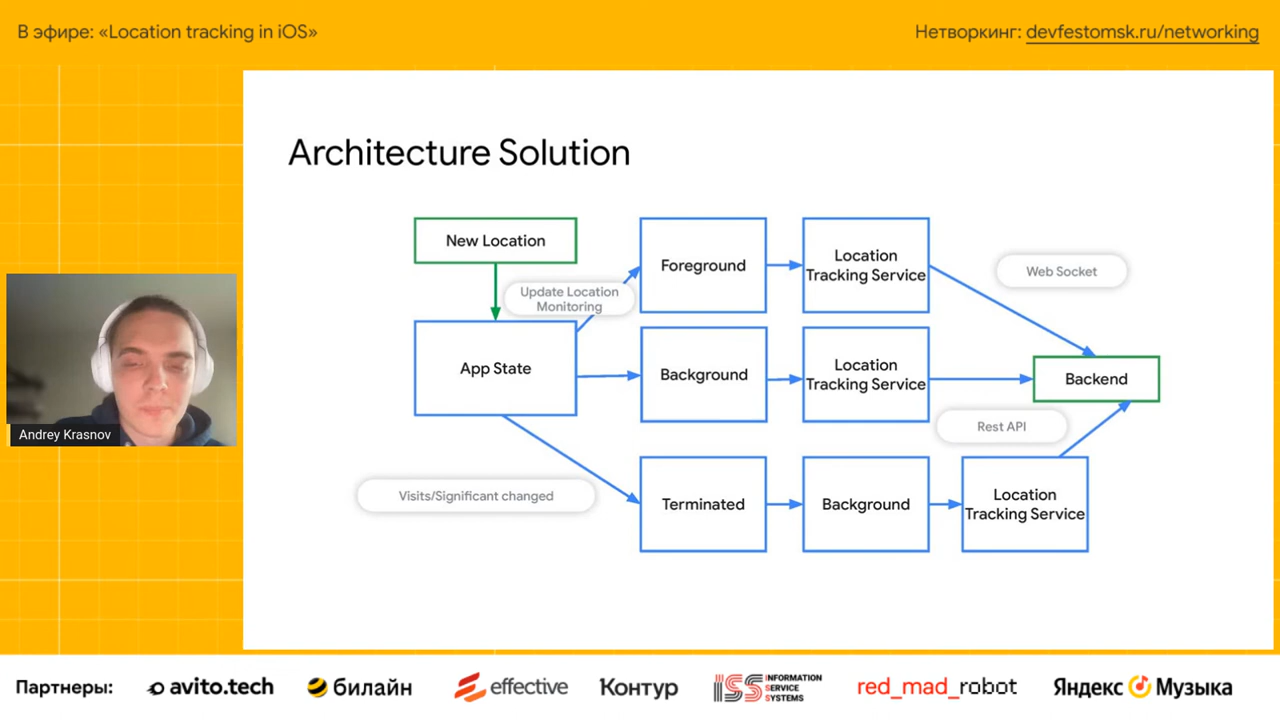 В эфире: «Location tracking in iOS»
Нетворкинг: devfestomsk.ru/networking
Architecture Solution
New Location
Update Location
Monitoring
App State
Foreground
Location
Tracking Service
Web Socket
Background
Location
Tracking Service
Backend
Rest API
Visits/Significant changed
Terminated
Background
Location
Tracking Service
Andrey Krasnov
Партнеры:
avito.tech
билайн
effective
Контур
ISS INFORMATION
SERVICE
SYSTEMS
red_mad_robot
Яндекс Музыка